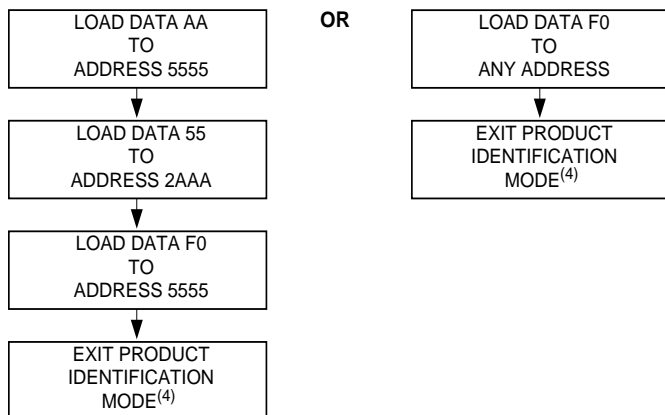 LOAD DATA AA
TO
ADDRESS 5555
LOAD DATA 55
TO
ADDRESS 2AAA
LOAD DATA F0
TO
ADDRESS 5555
EXIT PRODUCT
IDENTIFICATION
MODE(4)
OR
LOAD DATA F0
TO
ANY ADDRESS
EXIT PRODUCT
IDENTIFICATION
MODE(4)